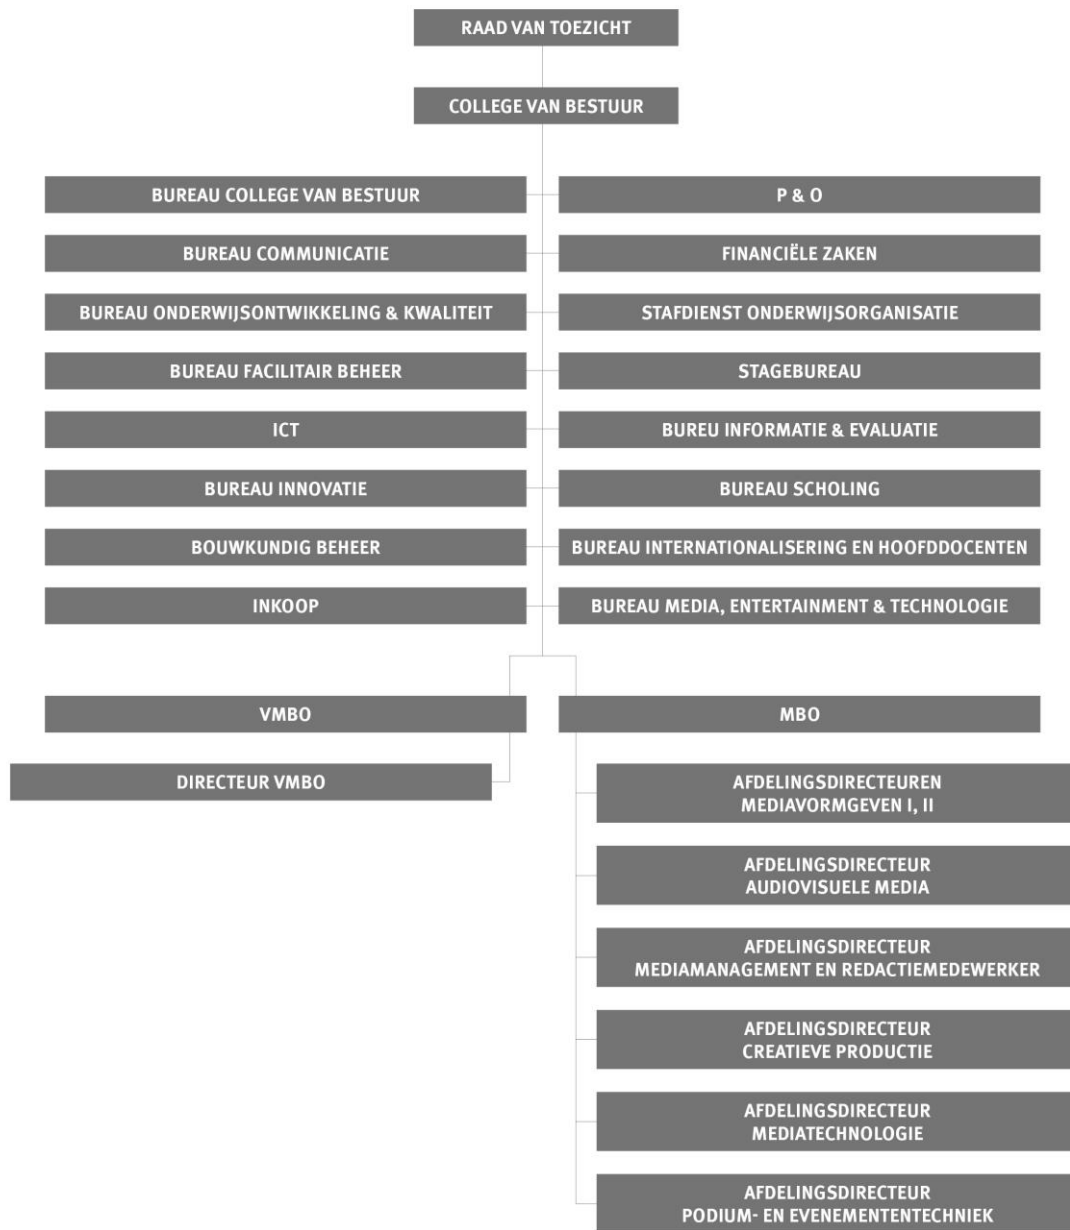 RAAD VAN TOEZICHT
COLLEGE VAN BESTUUR
BUREAU COLLEGE VAN BESTUUR
P & O
BUREAU COMMUNICATIE
FINANCIËLE ZAKEN
BUREAU ONDERWIJSONTWIKKELING & KWALITEIT
STAFDIENST ONDERWIJSORGANISATIE
BUREAU FACILITAIR BEHEER
STAGEBUREAU
ICT
BUREU INFORMATIE & EVALUATIE
BUREAU INNOVATIE
BUREAU SCHOLING
BOUWKUNDIG BEHEER
BUREAU INTERNATIONALISERING EN HOOFDDOCENTEN
INKOOP
BUREAU MEDIA, ENTERTAINMENT & TECHNOLOGIE
VMBO
MBO
DIRECTEUR VMBO
AFDELINGSDIRECTEUREN
MEDIAVORMGEVEN I, II
AFDELINGSDIRECTEUR
AUDIOVISUELE MEDIA
AFDELINGSDIRECTEUR
MEDIAMANAGEMENT EN REDACTIEMEDEWERKER
AFDELINGSDIRECTEUR
CREATIEVE PRODUCTIE
AFDELINGSDIRECTEUR
MEDIATECHNOLOGIE
AFDELINGSDIRECTEUR
PODIUM- EN EVENEMENTENTECHNIEK